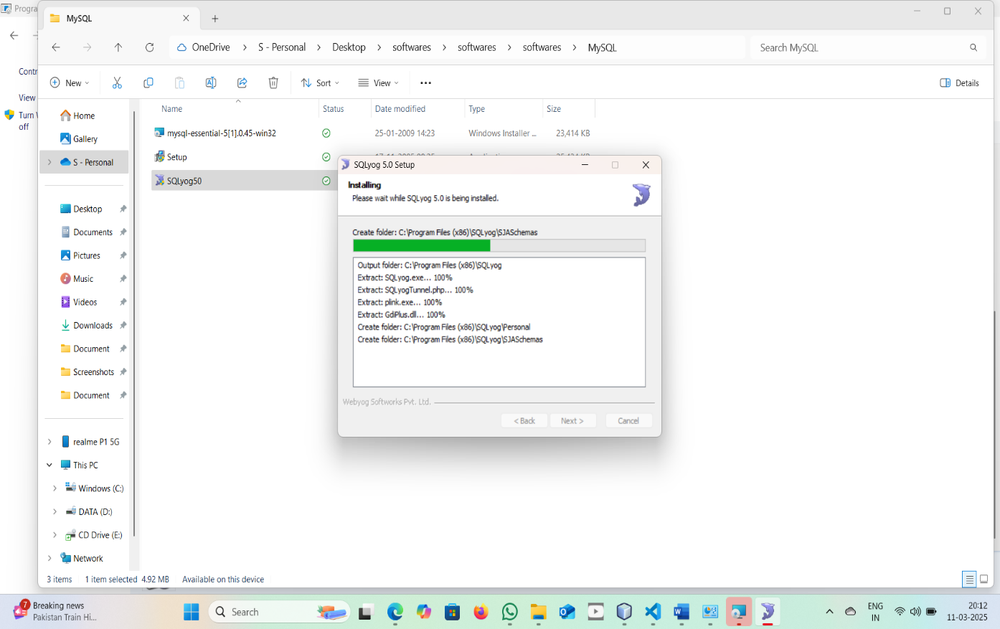 Progra
MySQL
OneDrive
S - Personal
Desktop
softwares
softwares
softwares
MySQL
Search MySQL
New
Sort
View
Details
Contr
View
Turn V
off
Home
Gallery
S - Personal
Desktop
Documents
Pictures
Music
Videos
Downloads
Document
Screenshots
Document
realme P1 5G
This PC
Windows (C:)
DATA (D:)
CD Drive (E:)
Network
Name Status Date modified Type Size
mysql-essential-5[1].0.45-win32 25-01-2009 14:23 Windows Installer ... 23,414 KB
Setup
SQLyog50
SQLyog 5.0 Setup
Installing
Please wait while SQLyog 5.0 is being installed.
Create folder: C:\Program Files (x86)\SQLyog\SJASchemas
Output folder: C:\Program Files (x86)\SQLyog
Extract: SQLyog.exe... 100%
Extract: SQLyogTunnel.php... 100%
Extract: plink.exe... 100%
Extract: GdiPlus.dll... 100%
Create folder: C:\Program Files (x86)\SQLyog\Personal
Create folder: C:\Program Files (x86)\SQLyog\SJASchemas
Webyog Softworks Pvt. Ltd.
< Back
Next >
Cancel
3 items 1 item selected 4.92 MB Available on this device
7
Breaking news
Pakistan Train Hi...
Search
ENG
IN
20:12
11-03-2025